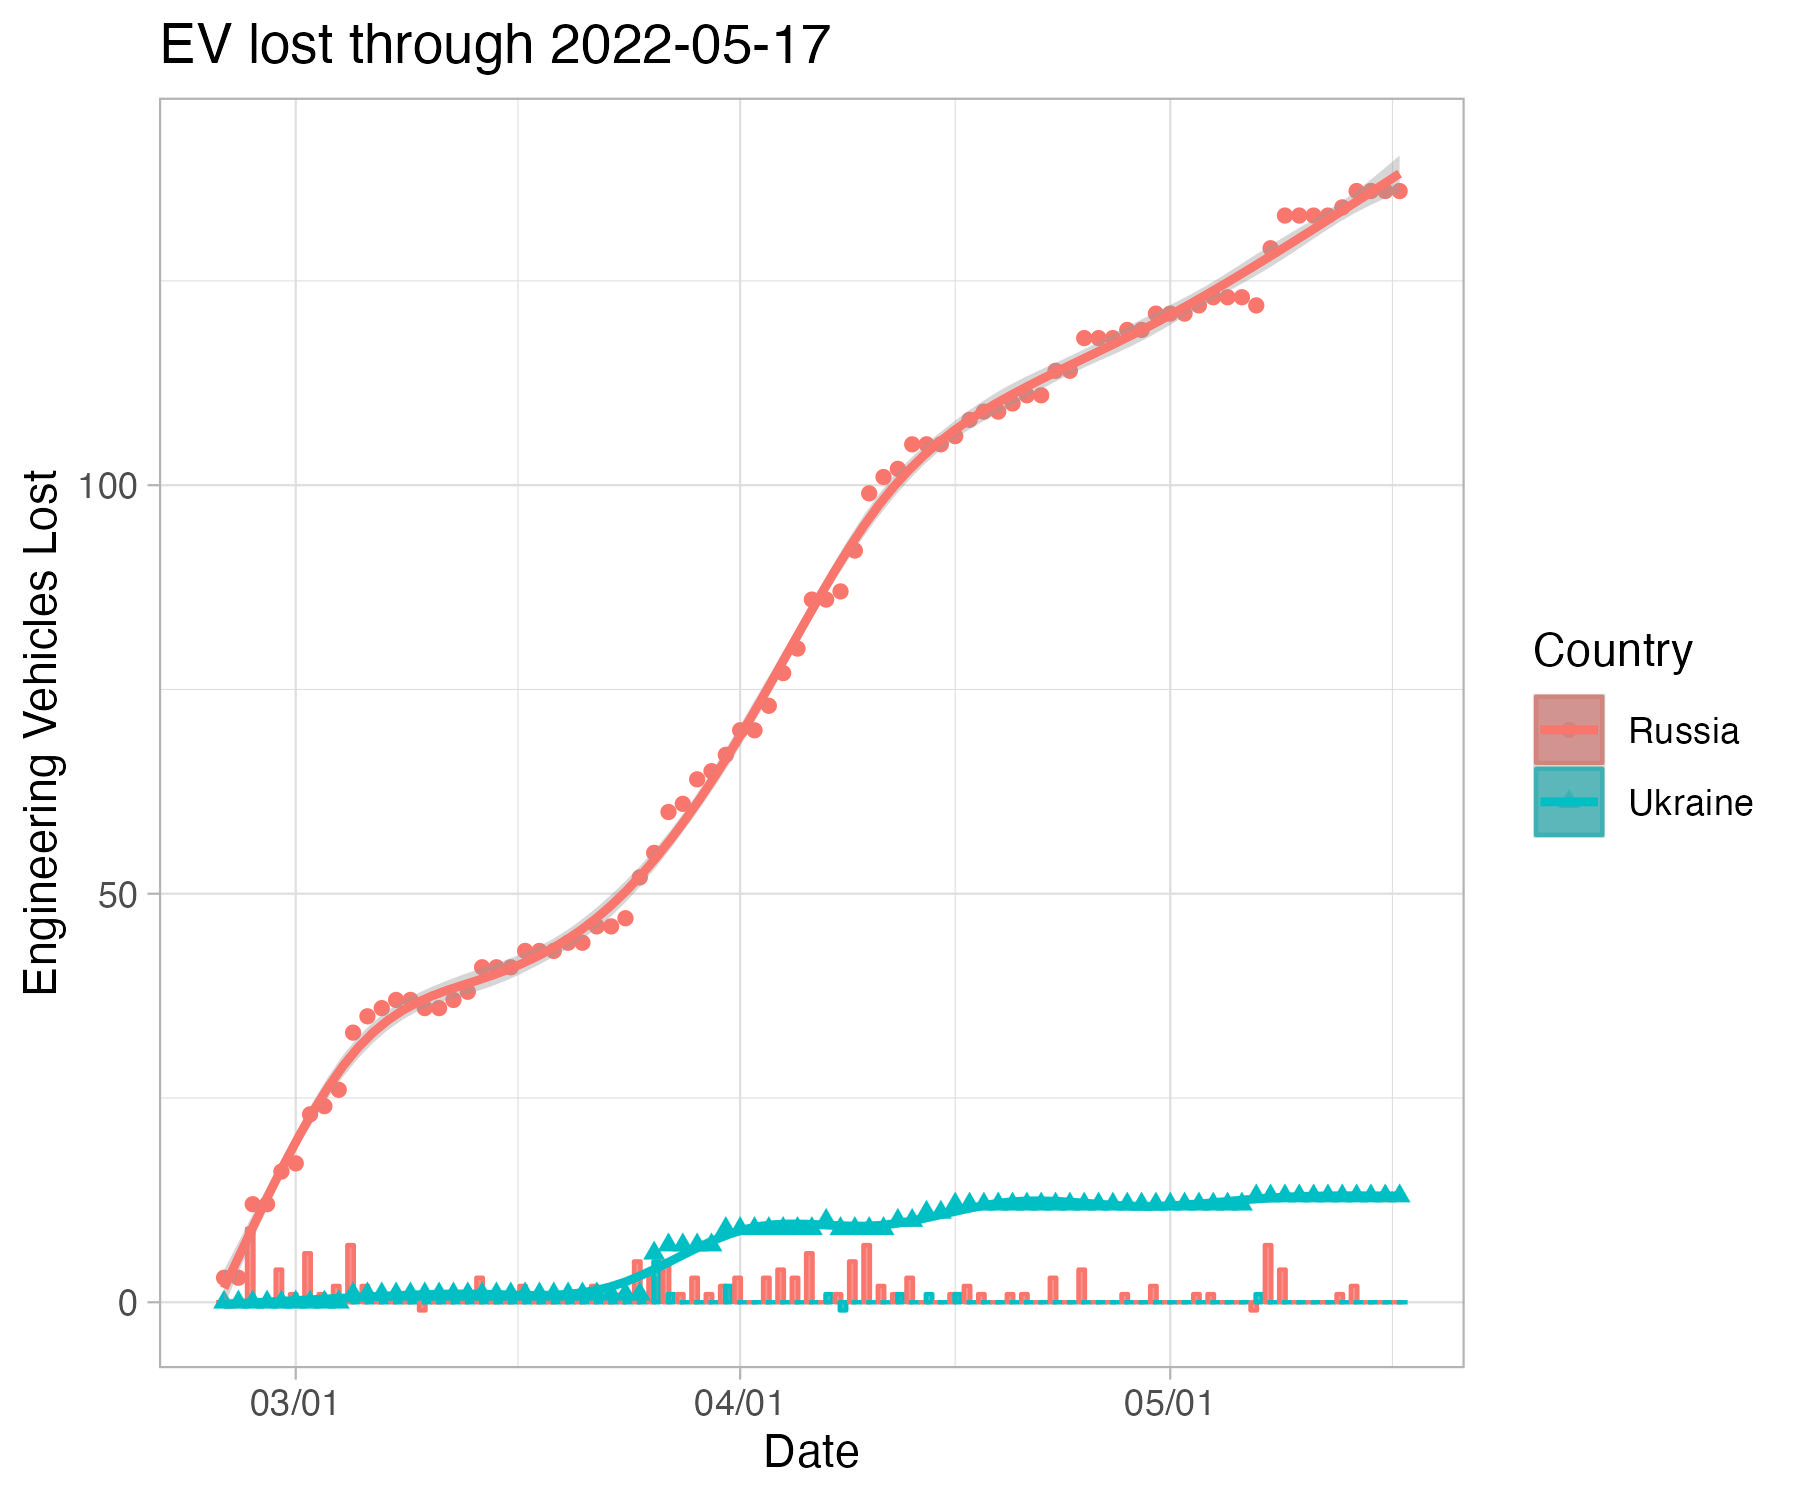 EV lost through 2022-05-17
Engineering Vehicles Lost
100
50
0
03/01
04/01
05/01
Date
Country
Russia
Ukraine